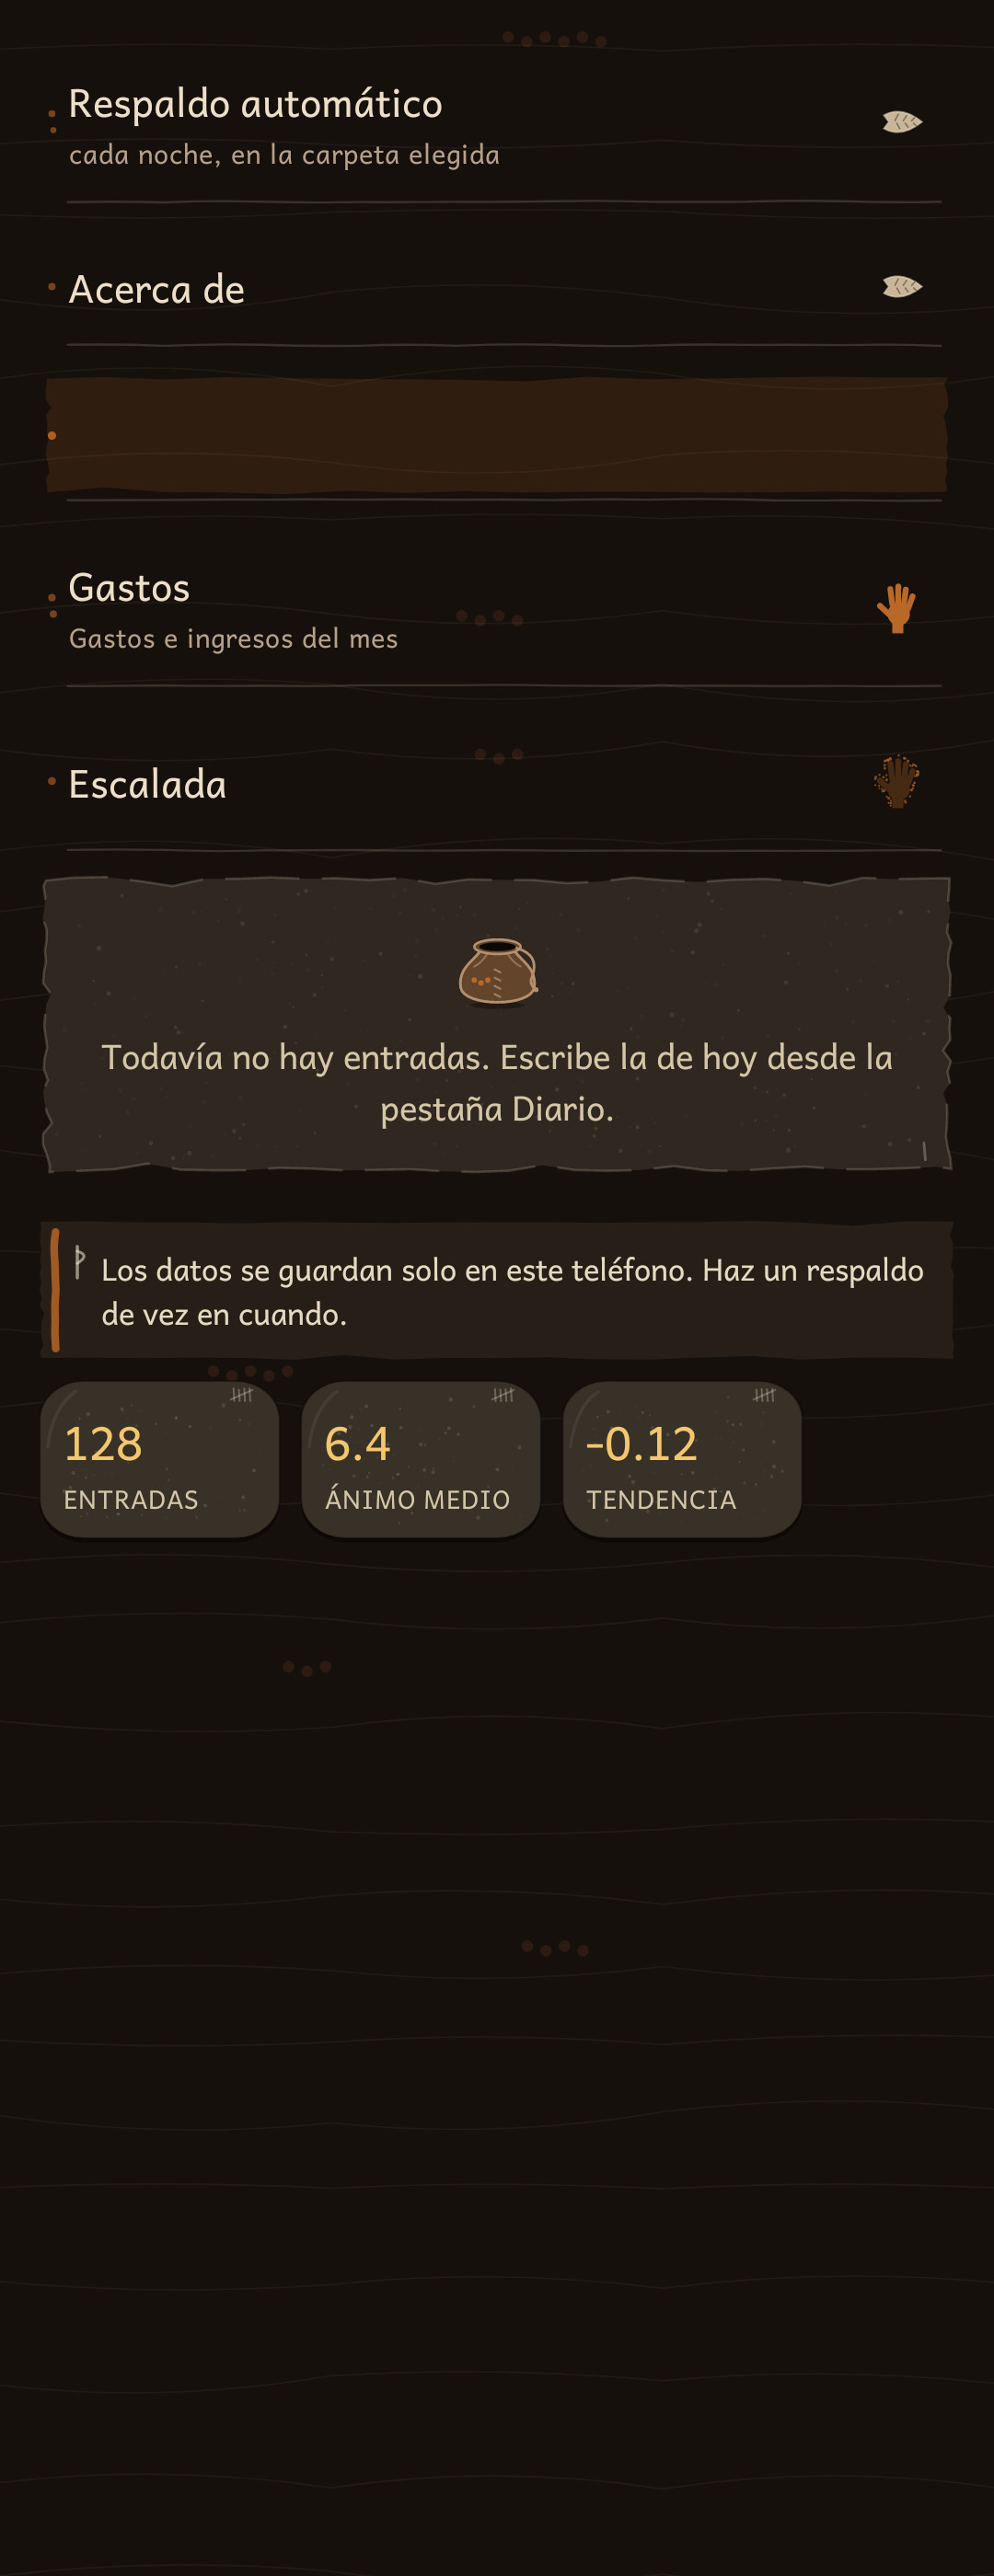 Respaldo automático
cada noche, en la carpeta elegida
Acerca de
Gastos
Gastos e ingresos del mes
Escalada
Todavía no hay entradas. Escribe la de hoy desde la
pestaña Diario.
Los datos se guardan solo en este teléfono. Haz un respaldo
de vez en cuando.
128
ENTRADAS
6.4
ÁNIMO MEDIO
-0.12
TENDENCIA